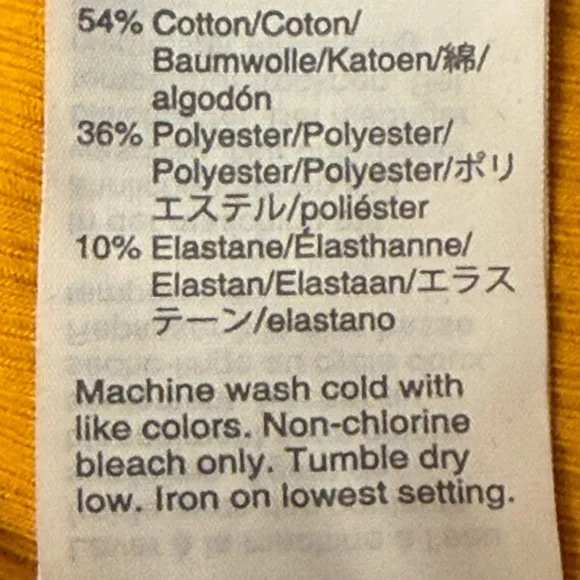 54% Cotton/Coton/
Baumwolle/Katoen/綿/
algodón
36% Polyester/Polyester/
Polyester/Polyester/ポリ
エステル/poliéster
10% Elastane/Élasthanne/
Elastan/Elastaan/エラス
テーン/elastano
Machine wash cold with
like colors. Non-chlorine
bleach only. Tumble dry
low. Iron on lowest setting.